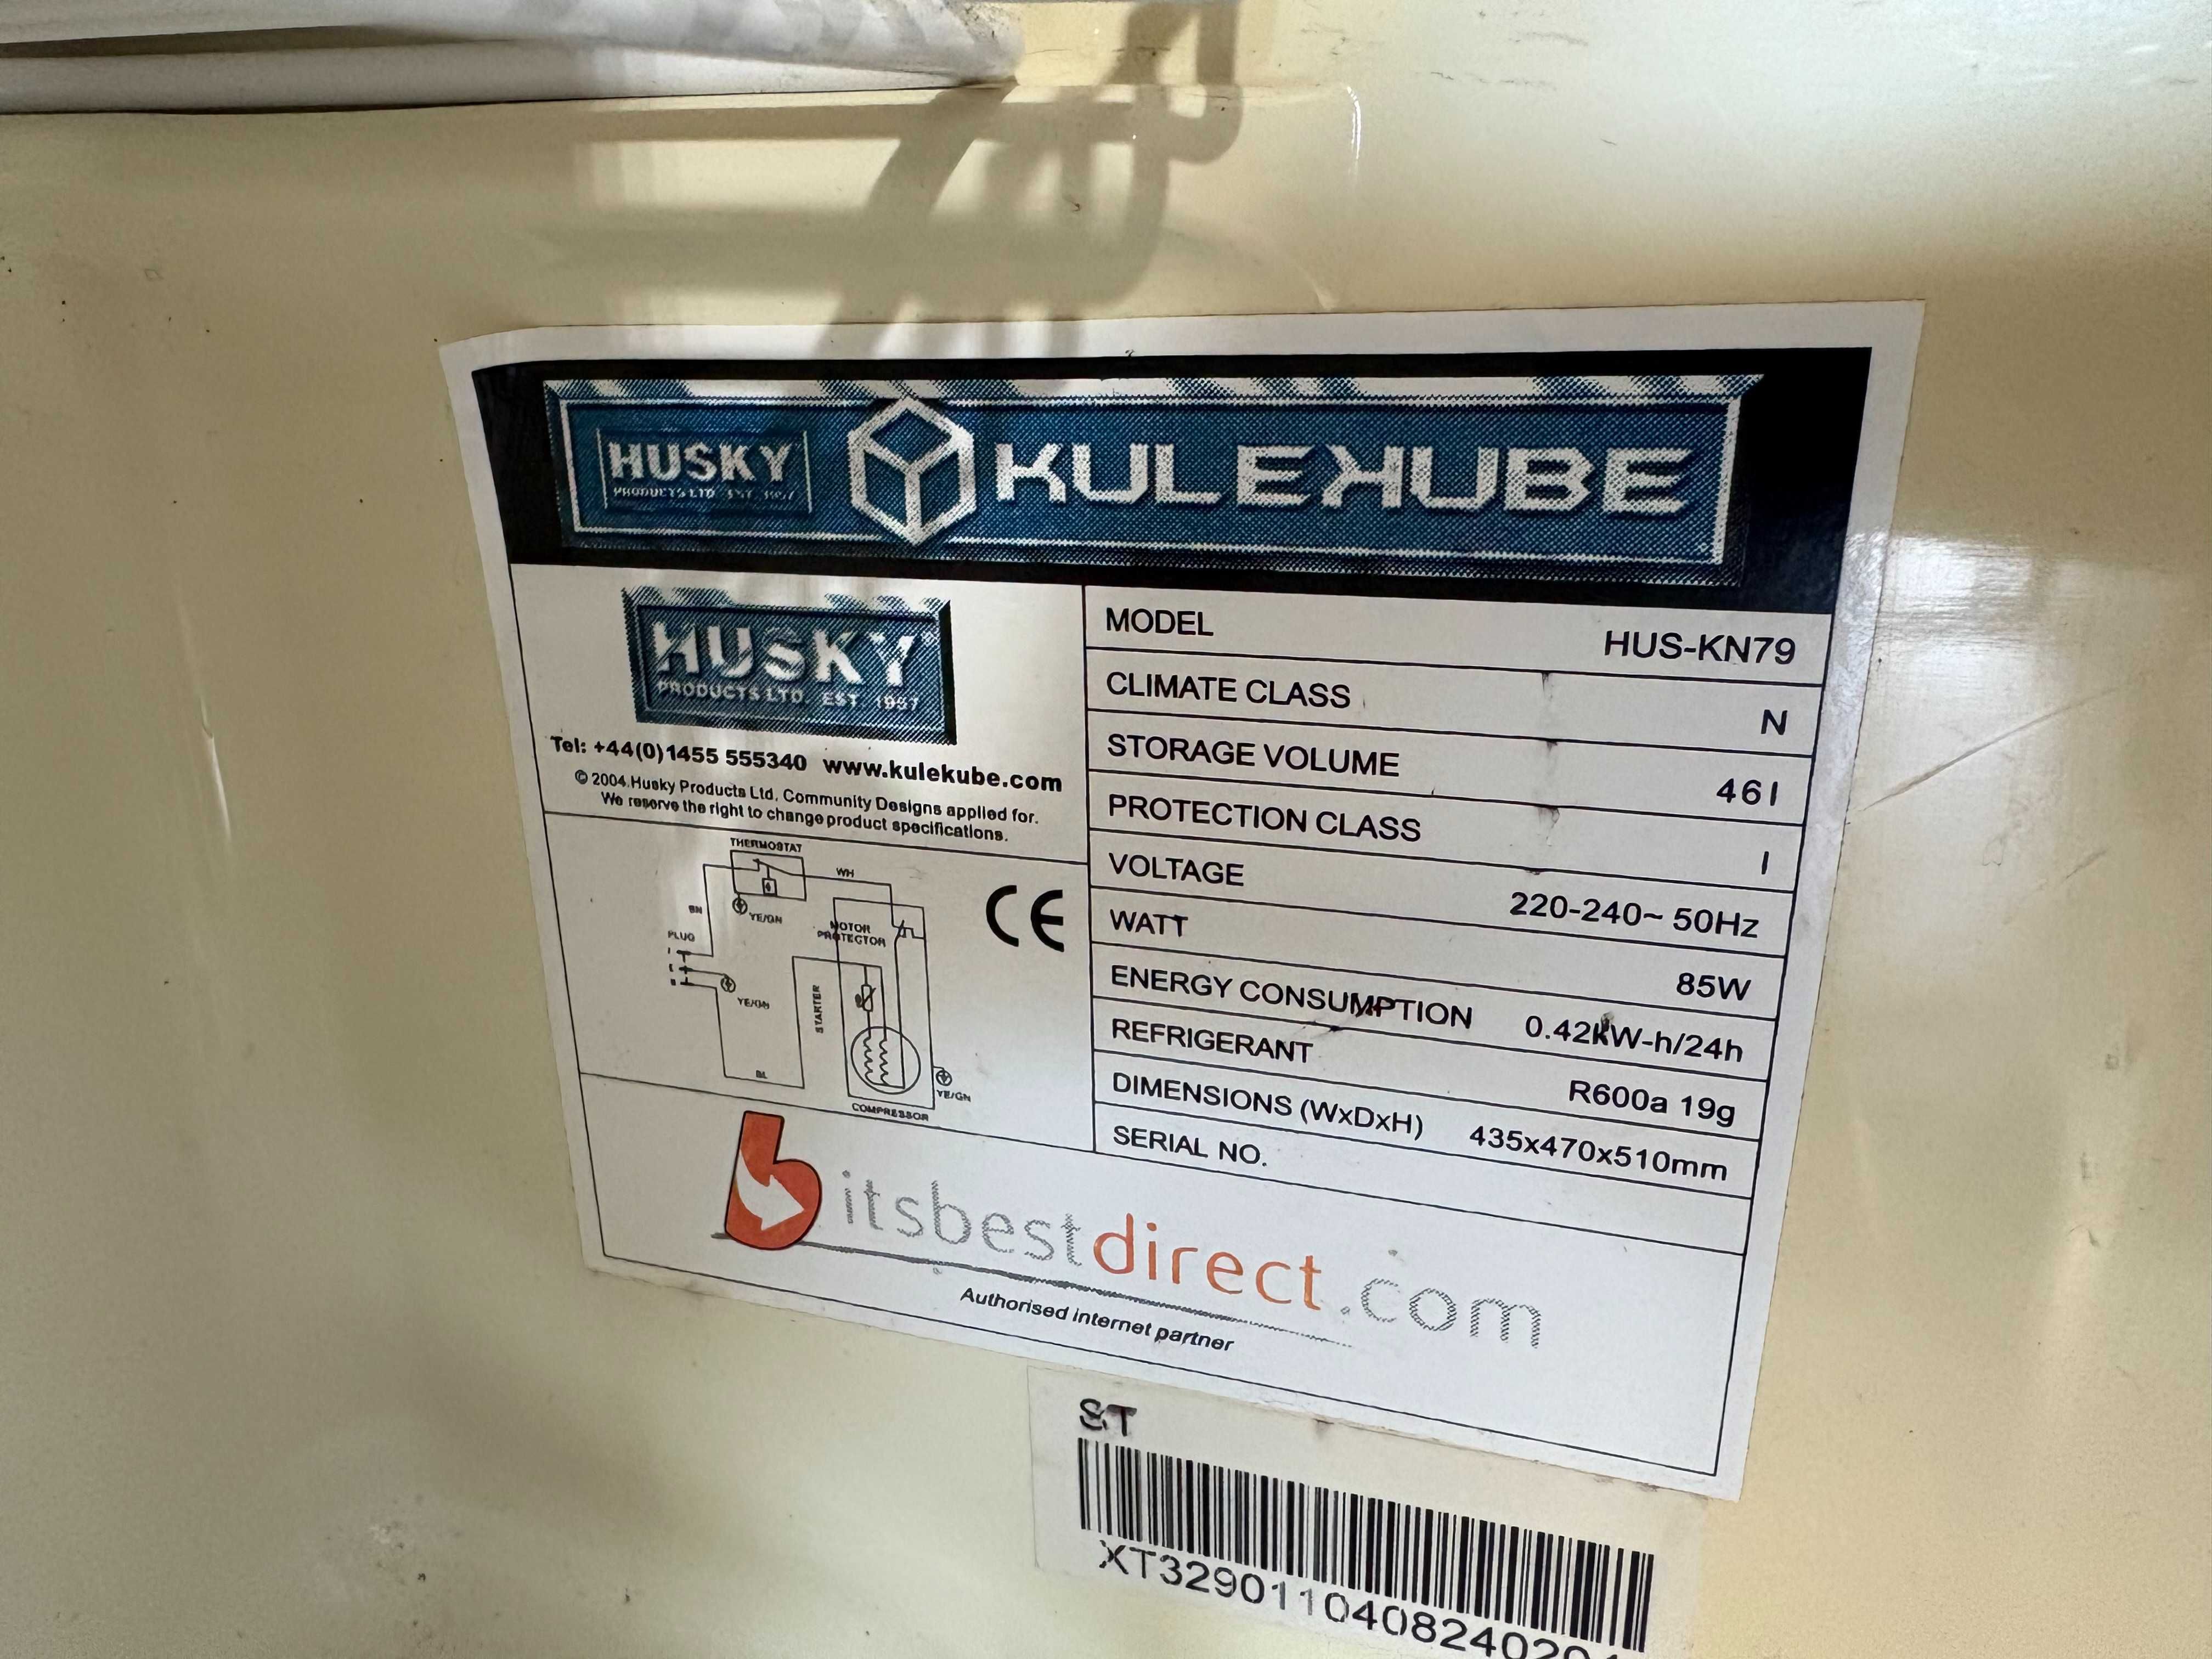 HUSKY
PRODUCTS LTD. EST. 1957
KULEKUBE
HUSKY
PRODUCTS LTD. EST. 1957
Tel: +44(0)1455 555340 www.kulekube.com
© 2004 Husky Products Ltd. Community Designs applied for.
We reserve the right to change product specifications.
THERMOSTAT
WH
BN
YE/GN
MOTOR
PROTECTOR
PLUG
YE/GN
STARTER
BL
YE/GN
COMPRESSOR
CE
MODEL HUS-KN79
CLIMATE CLASS N
STORAGE VOLUME 46l
PROTECTION CLASS I
VOLTAGE 220-240~ 50Hz
WATT 85W
ENERGY CONSUMPTION 0.42kW-h/24h
REFRIGERANT R600a 19g
DIMENSIONS (WxDxH) 435x470x510mm
SERIAL NO.
b itsbestdirect.com
Authorised internet partner
ST